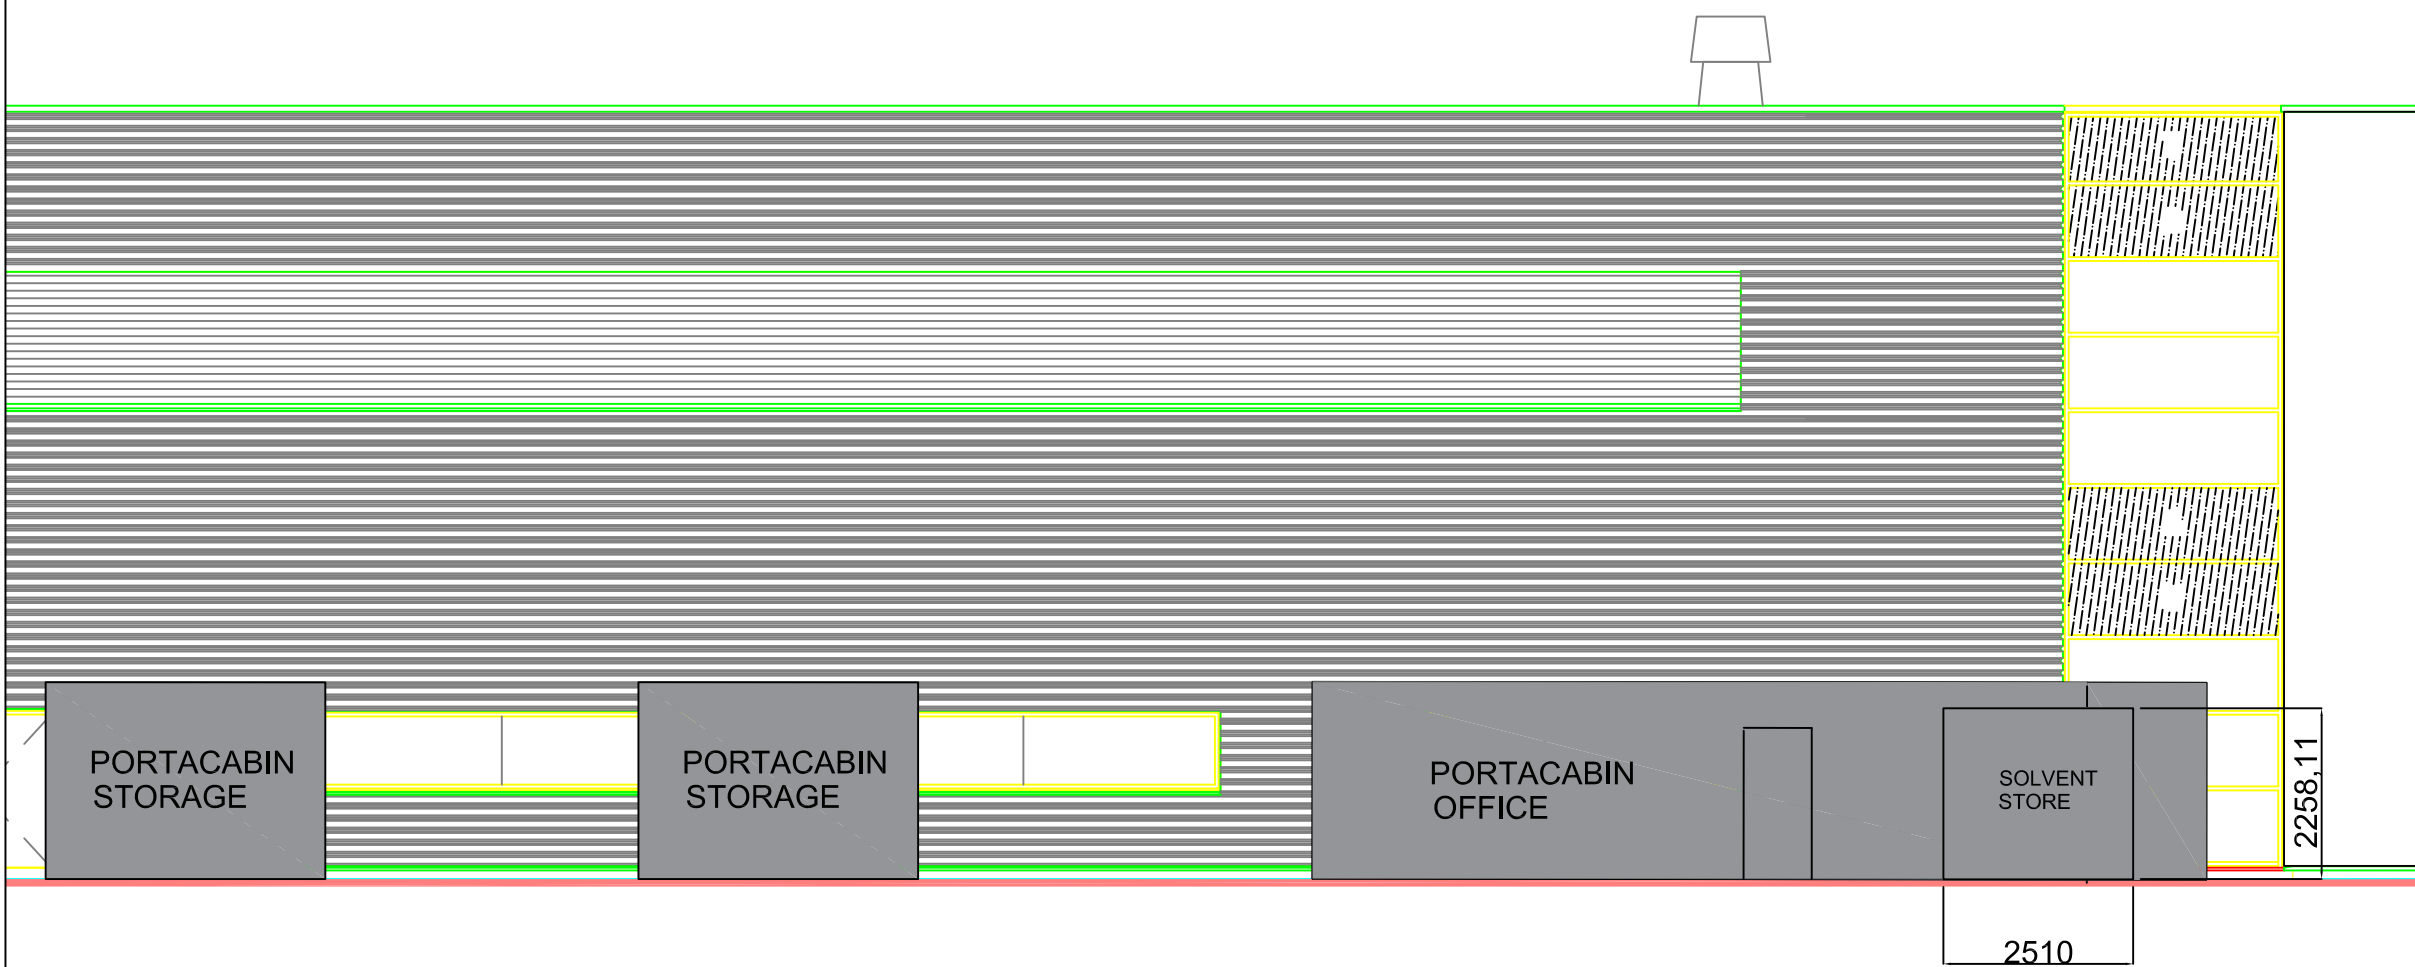 PORTACABIN
STORAGE
PORTACABIN
STORAGE
PORTACABIN
OFFICE
SOLVENT
STORE
2258,11
2510